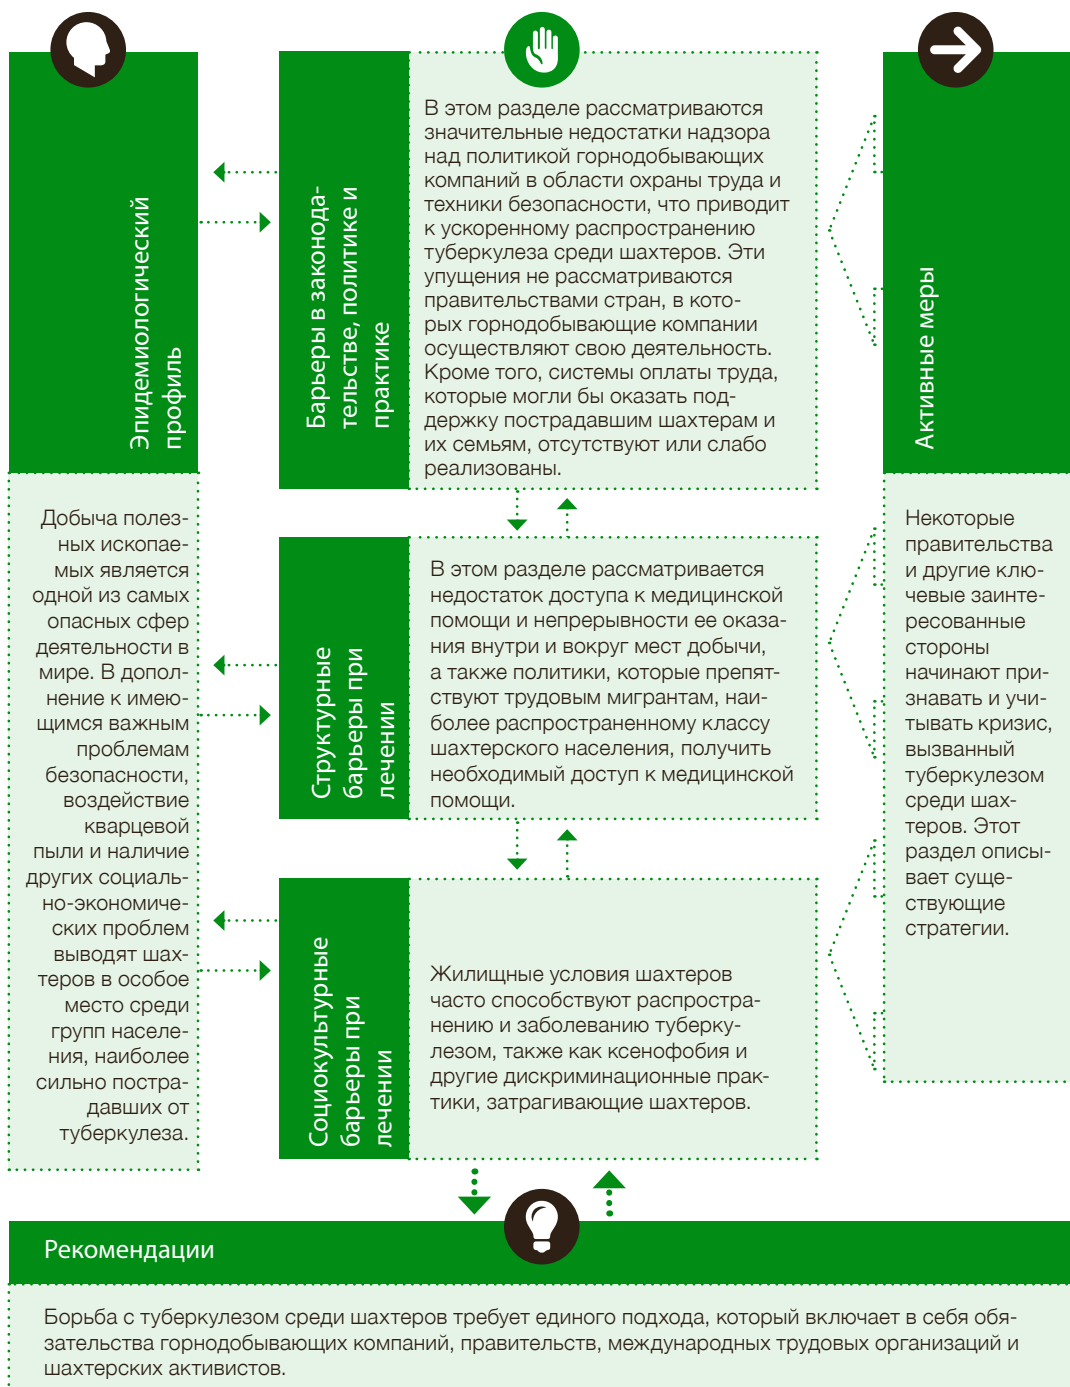 Эпидемиологический
профиль
Добыча полез-
ных ископае-
мых является
одной из самых
опасных сфер
деятельности в
мире. В допол-
нение к имею-
щимся важным
проблемам
безопасности,
воздействие
кварцевой
пыли и наличие
других социаль-
но-экономиче-
ских проблем
выводят шах-
теров в особое
место среди
групп населе-
ния, наиболее
сильно постра-
давших от
туберкулеза.
Барьеры в законода-
тельстве, политике и
практике
В этом разделе рассматриваются
значительные недостатки надзора
над политикой горнодобывающих
компаний в области охраны труда и
техники безопасности, что приводит
к ускоренному распространению
туберкулеза среди шахтеров. Эти
упущения не рассматриваются
правительствами стран, в кото-
рых горнодобывающие компании
осуществляют свою деятельность.
Кроме того, системы оплаты труда,
которые могли бы оказать под-
держку пострадавшим шахтерам и
их семьям, отсутствуют или слабо
реализованы.
Структурные
барьеры при
лечении
В этом разделе рассматривается
недостаток доступа к медицинской
помощи и непрерывности ее оказа-
ния внутри и вокруг мест добычи,
а также политики, которые препят-
ствуют трудовым мигрантам, наи-
более распространенному классу
шахтерского населения, получить
необходимый доступ к медицинской
помощи.
Социокультурные
барьеры при
лечении
Жилищные условия шахтеров
часто способствуют распростра-
нению и заболеванию туберку-
лезом, также как ксенофобия и
другие дискриминационные прак-
тики, затрагивающие шахтеров.
Активные меры
Некоторые
правительства
и другие клю-
чевые заинте-
ресованные
стороны
начинают при-
знавать и учи-
тывать кризис,
вызванный
туберкулезом
среди шах-
теров. Этот
раздел описы-
вает суще-
ствующие
стратегии.
Рекомендации
Борьба с туберкулезом среди шахтеров требует единого подхода, который включает в себя обя-
зательства горнодобывающих компаний, правительств, международных трудовых организаций и
шахтерских активистов.